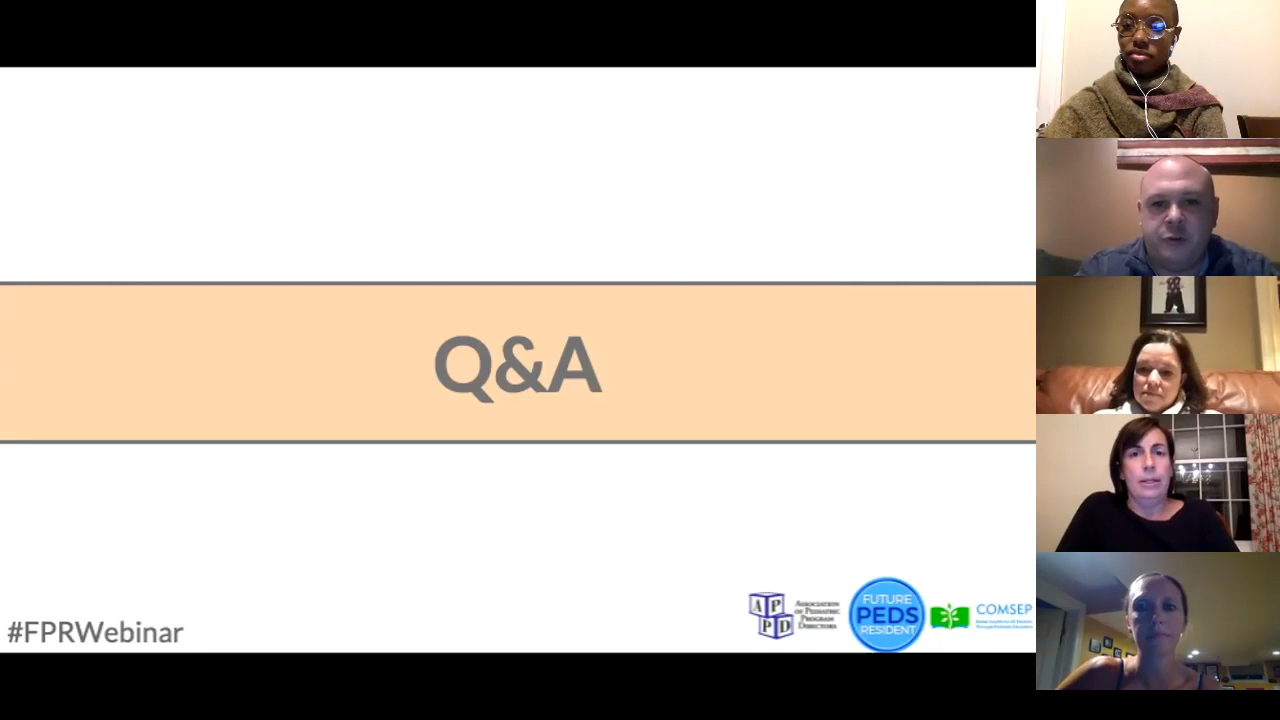 Q&A
#FPRWebinar
A P
P D
ASSOCIATION
OF PEDIATRIC
PROGRAM
DIRECTORS
FUTURE
PEDS
RESIDENT
COMSEP